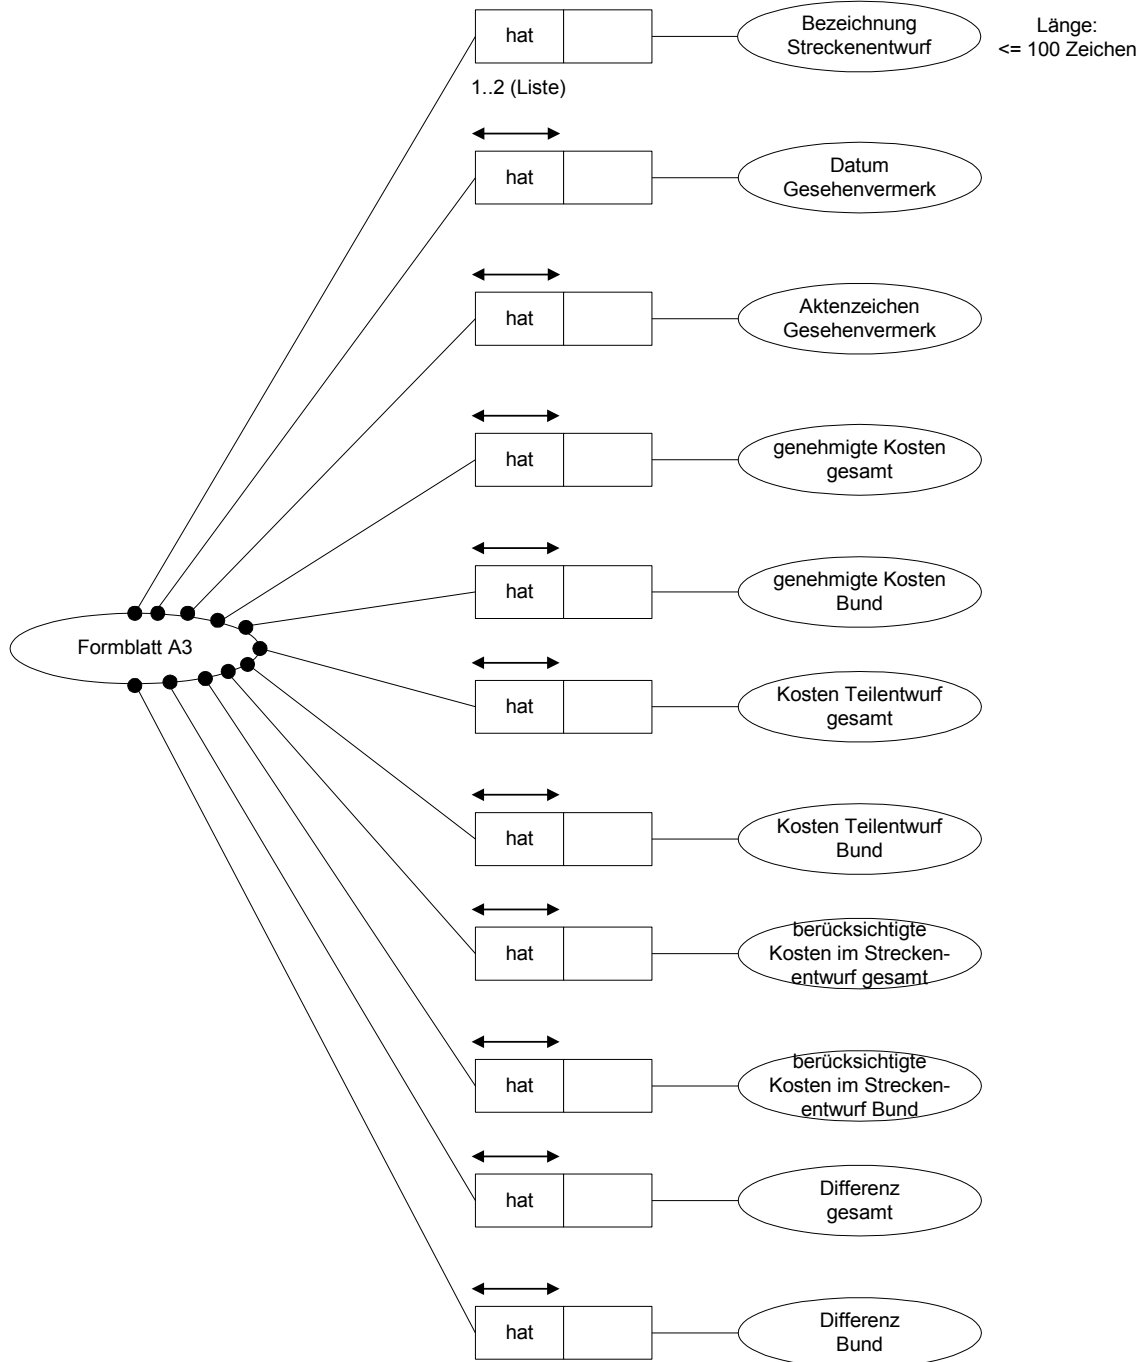 hat
Bezeichnung
Streckenentwurf
Länge:
<= 100 Zeichen
1..2 (Liste)
hat
Datum
Gesehenvermerk
hat
Aktenzeichen
Gesehenvermerk
hat
genehmigte Kosten
gesamt
hat
genehmigte Kosten
Bund
Formblatt A3
hat
Kosten Teilentwurf
gesamt
hat
Kosten Teilentwurf
Bund
hat
berücksichtigte
Kosten im Strecken-
entwurf gesamt
hat
berücksichtigte
Kosten im Strecken-
entwurf Bund
hat
Differenz
gesamt
hat
Differenz
Bund